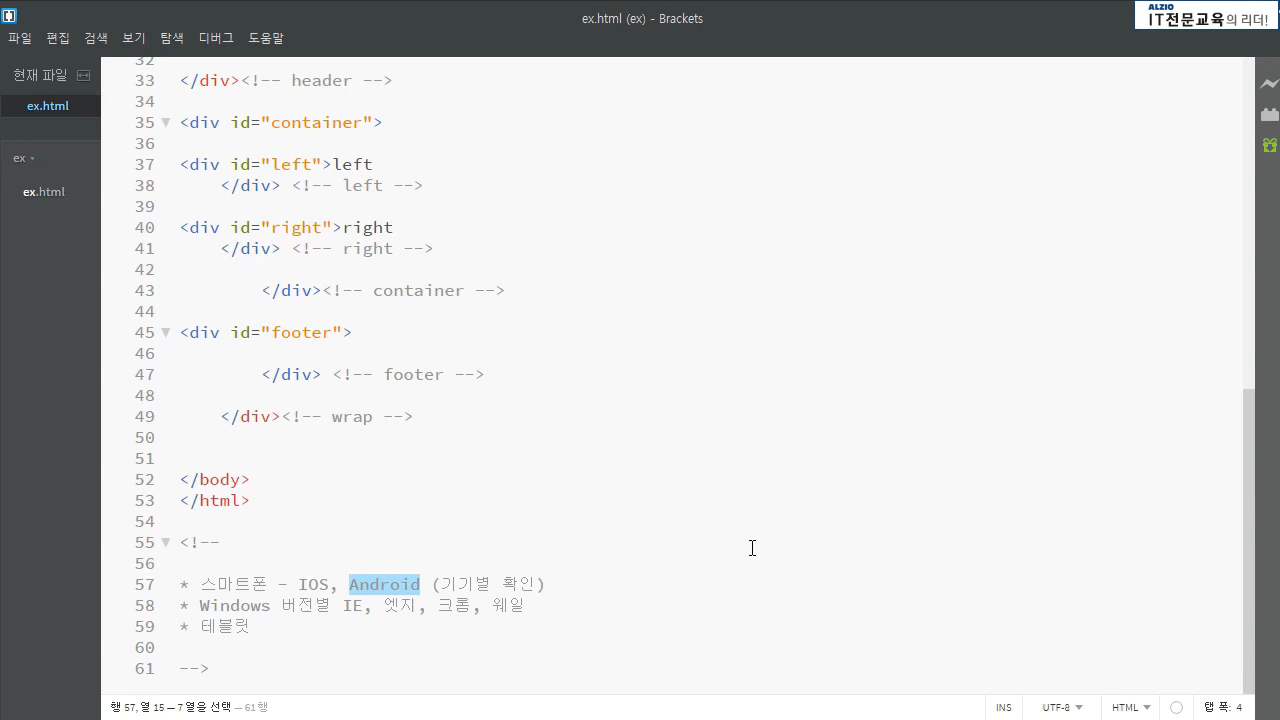 ex.html (ex) - Brackets
ALZIO
IT전문교육의 리더!
파일 편집 검색 보기 탐색 디버그 도움말
현재 파일
ex.html
ex
ex.html
32
33 </div><!-- header -->
34
35 <div id="container">
36
37 <div id="left">left
38 </div> <!-- left -->
39
40 <div id="right">right
41 </div> <!-- right -->
42
43 </div><!-- container -->
44
45 <div id="footer">
46
47 </div> <!-- footer -->
48
49 </div><!-- wrap -->
50
51
52 </body>
53 </html>
54
55 <!--
56
57 * 스마트폰 - IOS, Android (기기별 확인)
58 * Windows 버전별 IE, 엣지, 크롬, 웨일
59 * 테블릿
60
61 -->
행 57, 열 15 — 7 열을 선택 — 61 행
INS UTF-8 HTML 탭 폭: 4